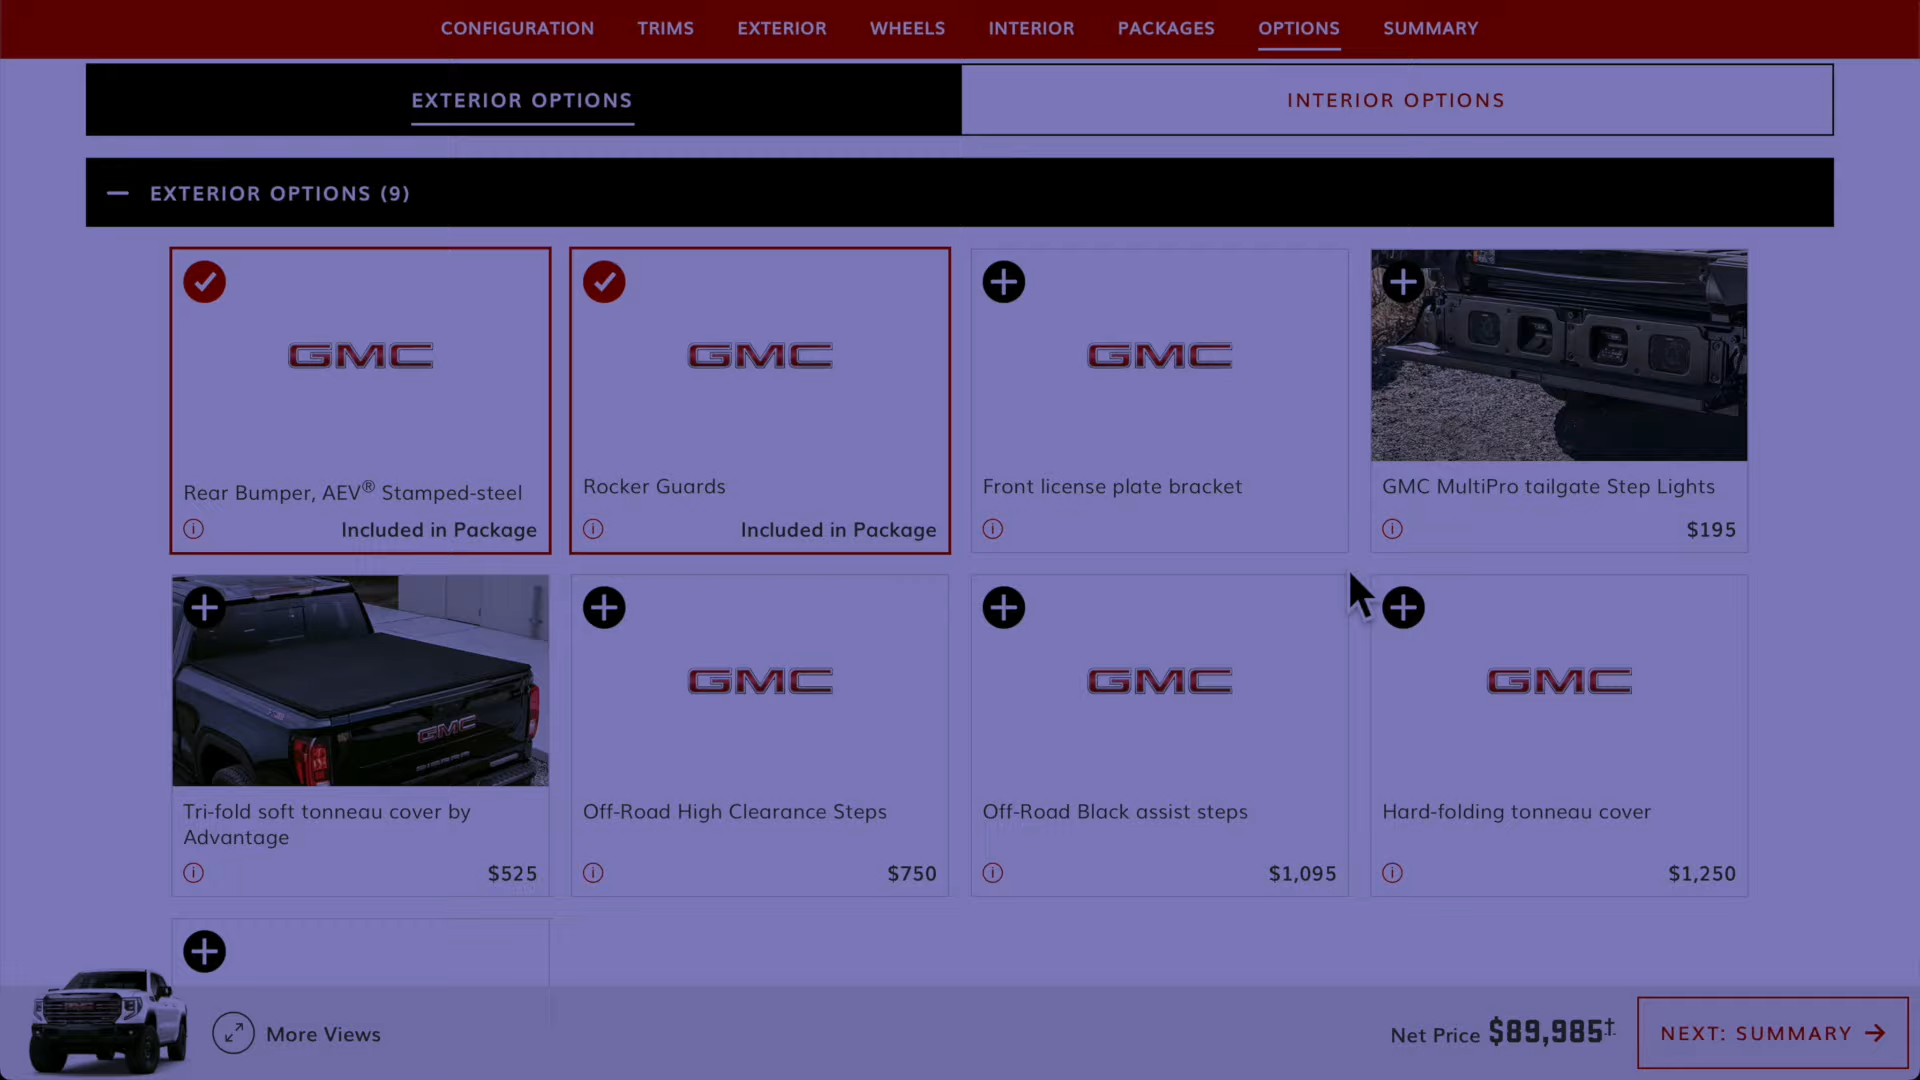 CONFIGURATION TRIMS EXTERIOR WHEELS INTERIOR PACKAGES OPTIONS SUMMARY
EXTERIOR OPTIONS INTERIOR OPTIONS
EXTERIOR OPTIONS (9)
GMC
Rear Bumper, AEV® Stamped-steel
Included in Package
GMC
Rocker Guards
Included in Package
GMC
Front license plate bracket
GMC MultiPro tailgate Step Lights
$195
GMC
SIERRA
Tri-fold soft tonneau cover by
Advantage
$525
GMC
Off-Road High Clearance Steps
$750
GMC
Off-Road Black assist steps
$1,095
GMC
Hard-folding tonneau cover
$1,250
More Views
Net Price $89,985†
NEXT: SUMMARY